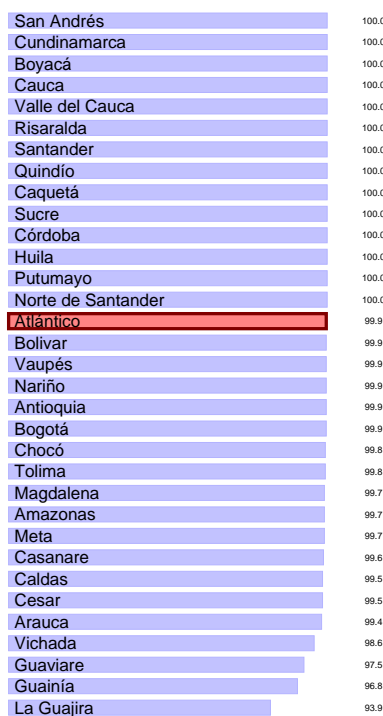 San Andrés 100.0
Cundinamarca 100.0
Boyacá 100.0
Cauca 100.0
Valle del Cauca 100.0
Risaralda 100.0
Santander 100.0
Quindío 100.0
Caquetá 100.0
Sucre 100.0
Córdoba 100.0
Huila 100.0
Putumayo 100.0
Norte de Santander 100.0
Atlántico 99.9
Bolivar 99.9
Vaupés 99.9
Nariño 99.9
Antioquia 99.9
Bogotá 99.9
Chocó 99.8
Tolima 99.8
Magdalena 99.7
Amazonas 99.7
Meta 99.7
Casanare 99.6
Caldas 99.5
Cesar 99.5
Arauca 99.4
Vichada 98.6
Guaviare 97.5
Guainía 96.8
La Guajira 93.9